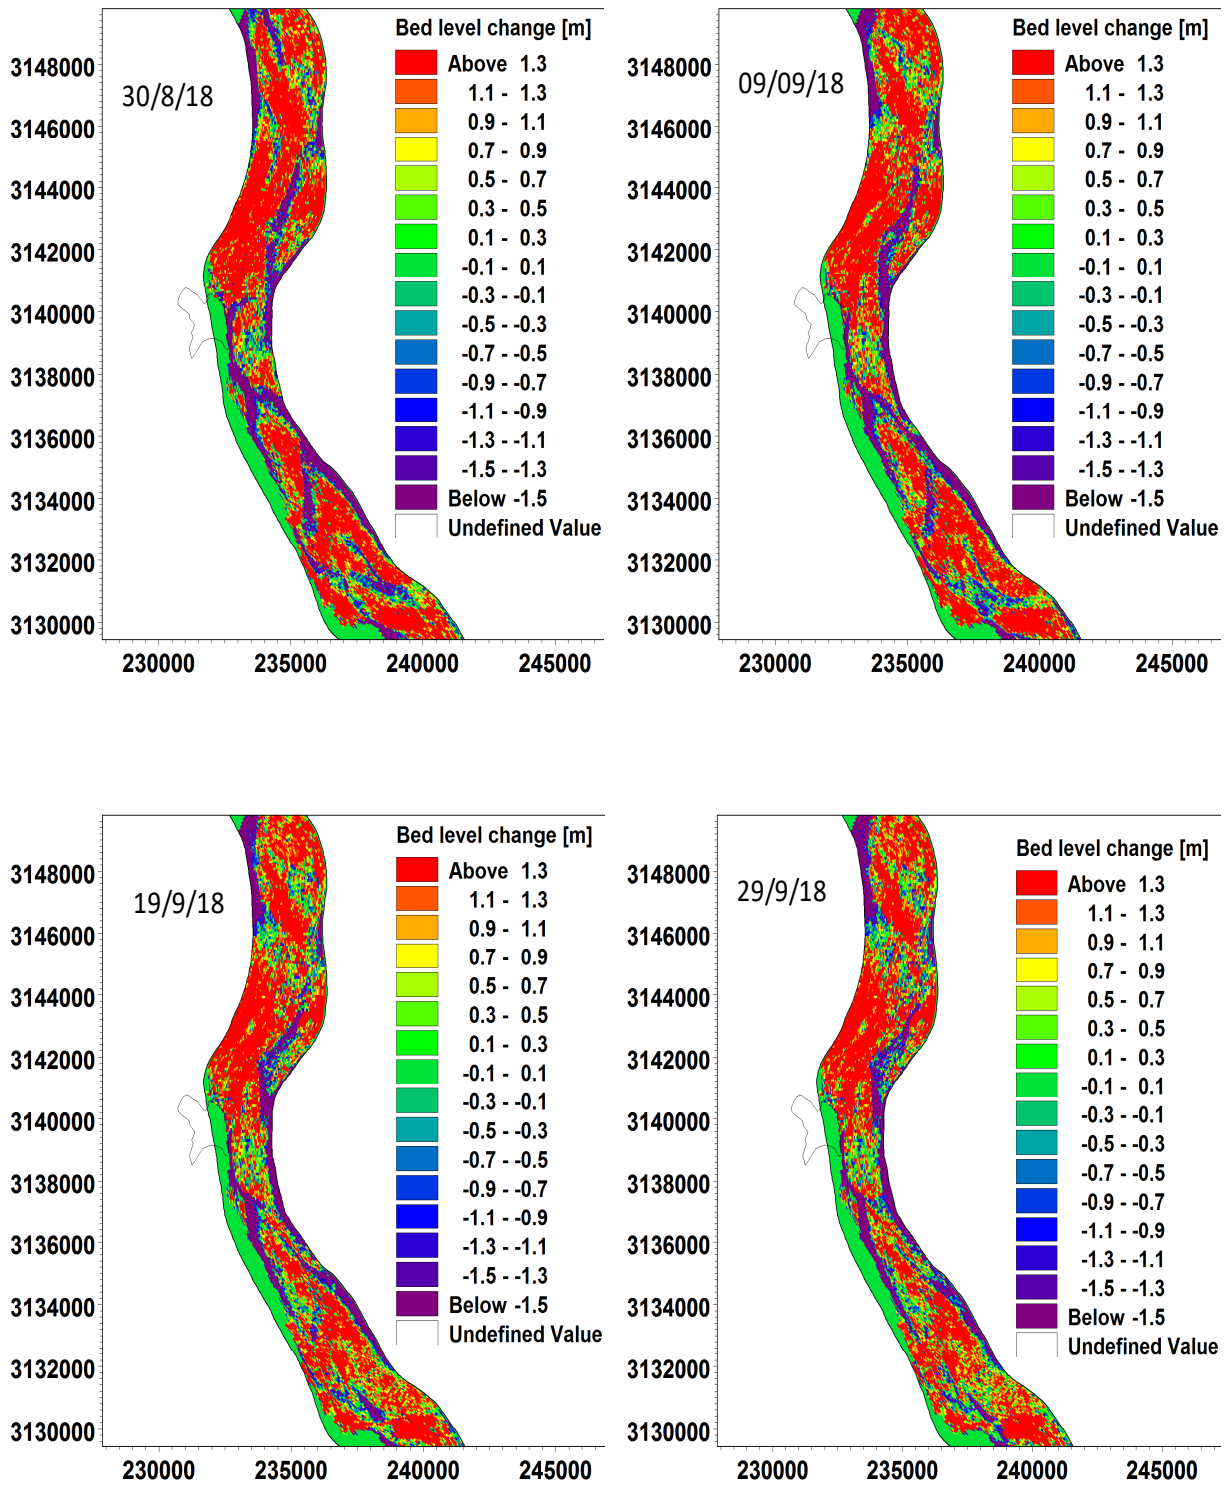 Bed level change [m]
Above 1.3
1.1 - 1.3
0.9 - 1.1
0.7 - 0.9
0.5 - 0.7
0.3 - 0.5
0.1 - 0.3
-0.1 - 0.1
-0.3 - -0.1
-0.5 - -0.3
-0.7 - -0.5
-0.9 - -0.7
-1.1 - -0.9
-1.3 - -1.1
-1.5 - -1.3
Below -1.5
Undefined Value
30/8/18
3148000
3146000
3144000
3142000
3140000
3138000
3136000
3134000
3132000
3130000
230000 235000 240000 245000
Bed level change [m]
Above 1.3
1.1 - 1.3
0.9 - 1.1
0.7 - 0.9
0.5 - 0.7
0.3 - 0.5
0.1 - 0.3
-0.1 - 0.1
-0.3 - -0.1
-0.5 - -0.3
-0.7 - -0.5
-0.9 - -0.7
-1.1 - -0.9
-1.3 - -1.1
-1.5 - -1.3
Below -1.5
Undefined Value
09/09/18
3148000
3146000
3144000
3142000
3140000
3138000
3136000
3134000
3132000
3130000
230000 235000 240000 245000
Bed level change [m]
Above 1.3
1.1 - 1.3
0.9 - 1.1
0.7 - 0.9
0.5 - 0.7
0.3 - 0.5
0.1 - 0.3
-0.1 - 0.1
-0.3 - -0.1
-0.5 - -0.3
-0.7 - -0.5
-0.9 - -0.7
-1.1 - -0.9
-1.3 - -1.1
-1.5 - -1.3
Below -1.5
Undefined Value
19/9/18
3148000
3146000
3144000
3142000
3140000
3138000
3136000
3134000
3132000
3130000
230000 235000 240000 245000
Bed level change [m]
Above 1.3
1.1 - 1.3
0.9 - 1.1
0.7 - 0.9
0.5 - 0.7
0.3 - 0.5
0.1 - 0.3
-0.1 - 0.1
-0.3 - -0.1
-0.5 - -0.3
-0.7 - -0.5
-0.9 - -0.7
-1.1 - -0.9
-1.3 - -1.1
-1.5 - -1.3
Below -1.5
Undefined Value
29/9/18
3148000
3146000
3144000
3142000
3140000
3138000
3136000
3134000
3132000
3130000
230000 235000 240000 245000